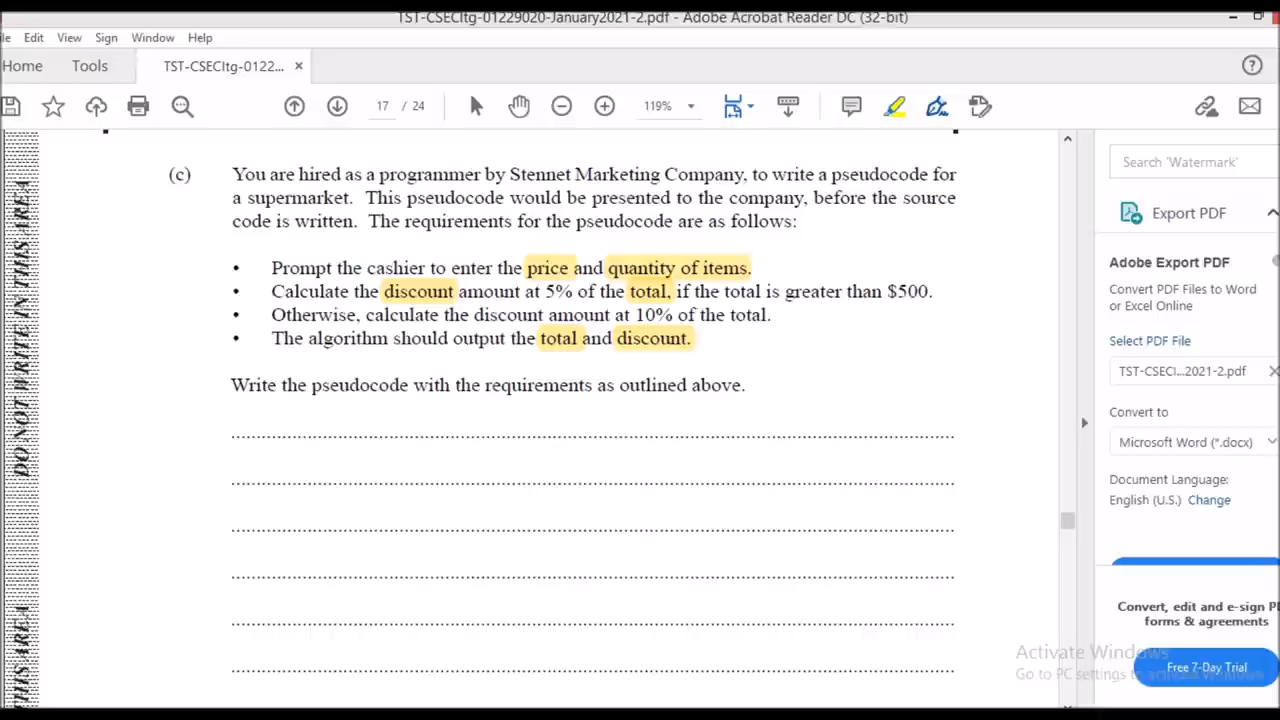 TST-CSECItg-01229020-January2021-2.pdf - Adobe Acrobat Reader DC (32-bit)
Edit View Sign Window Help
Home Tools TST-CSECItg-0122... ×
17 / 24 119%
(c) You are hired as a programmer by Stennet Marketing Company, to write a pseudocode for
a supermarket. This pseudocode would be presented to the company, before the source
code is written. The requirements for the pseudocode are as follows:
• Prompt the cashier to enter the price and quantity of items.
• Calculate the discount amount at 5% of the total, if the total is greater than $500.
• Otherwise, calculate the discount amount at 10% of the total.
• The algorithm should output the total and discount.
Write the pseudocode with the requirements as outlined above.
Search 'Watermark'
Export PDF
Adobe Export PDF
Convert PDF Files to Word
or Excel Online
Select PDF File
TST-CSECI...2021-2.pdf ×
Convert to
Microsoft Word (*.docx)
Document Language:
English (U.S.) Change
Convert, edit and e-sign
forms & agreements
Free 7-Day Trial
Activate Windows
Go to PC settings to activate Windows.